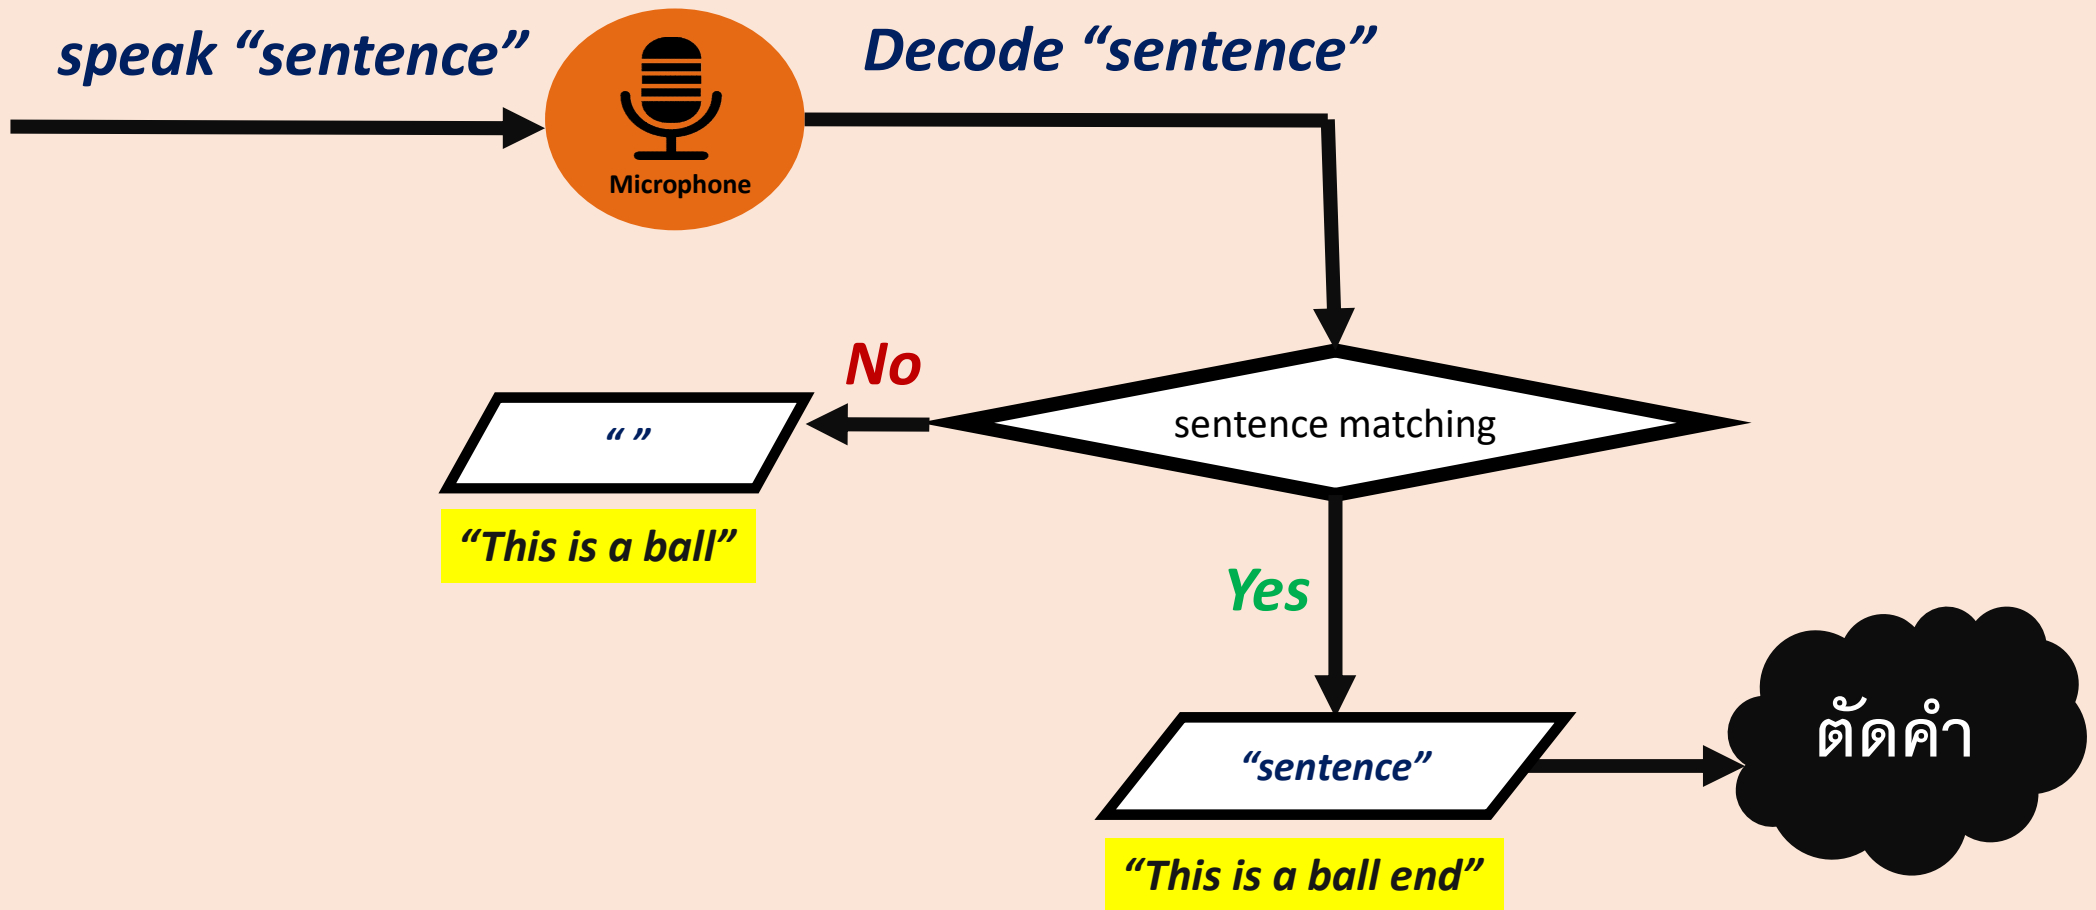 speak “sentence”
Decode “sentence”
Microphone
No
sentence matching
“ ”
“This is a ball”
Yes
“sentence”
ตัดคำ
“This is a ball end”